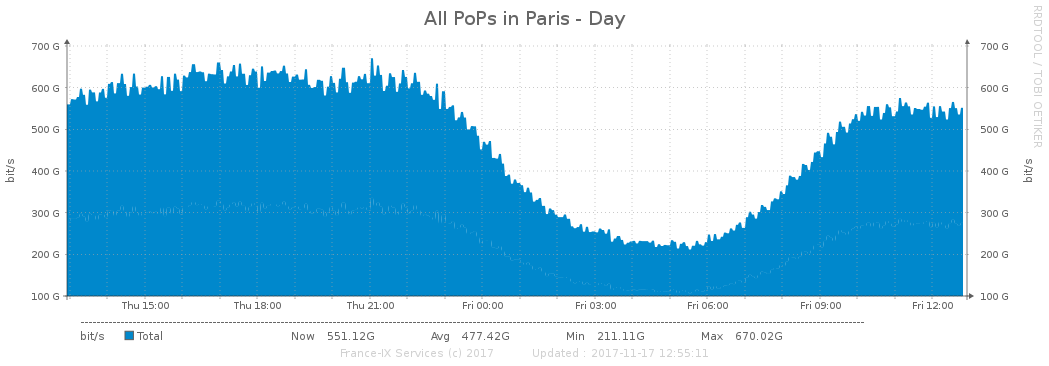 All PoPs in Paris - Day
RRDTOOL / TOBI OETIKER
700 G 700 G
600 G 600 G
500 G 500 G
400 G 400 G
300 G 300 G
200 G 200 G
100 G 100 G
bit/s bit/s
Thu 15:00 Thu 18:00 Thu 21:00 Fri 00:00 Fri 03:00 Fri 06:00 Fri 09:00 Fri 12:00
bit/s Total Now 551.12G Avg 477.42G Min 211.11G Max 670.02G
France-IX Services (c) 2017 Updated : 2017-11-17 12:55:11